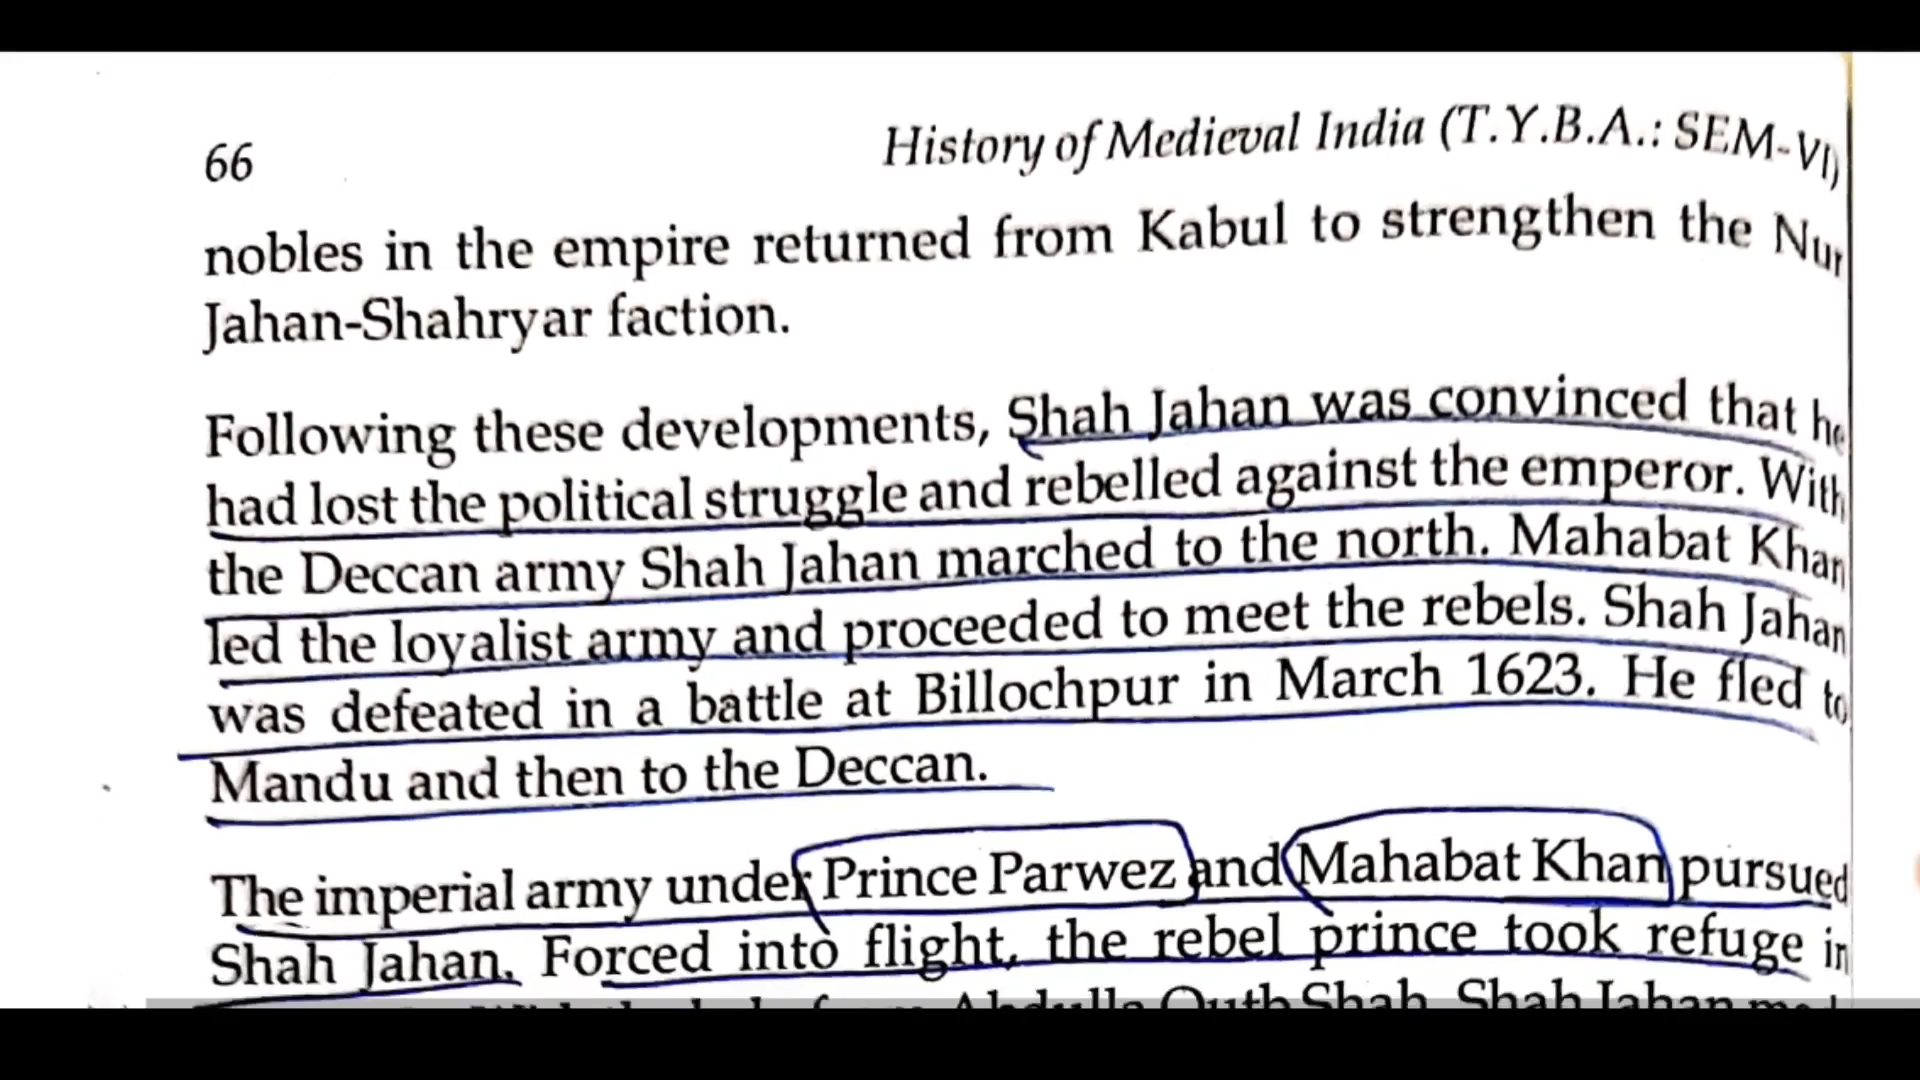 66
History of Medieval India (T.Y.B.A.: SEM-VI)
nobles in the empire returned from Kabul to strengthen the Nur
Jahan-Shahryar faction.
Following these developments, Shah Jahan was convinced that he
had lost the political struggle and rebelled against the emperor. With
the Deccan army Shah Jahan marched to the north. Mahabat Khan
led the loyalist army and proceeded to meet the rebels. Shah Jahan
was defeated in a battle at Billochpur in March 1623. He fled to
Mandu and then to the Deccan.
The imperial army under Prince Parwez and Mahabat Khan pursued
Shah Jahan. Forced into flight, the rebel prince took refuge in
Abdulla Qutb Shah, Shah Jahan